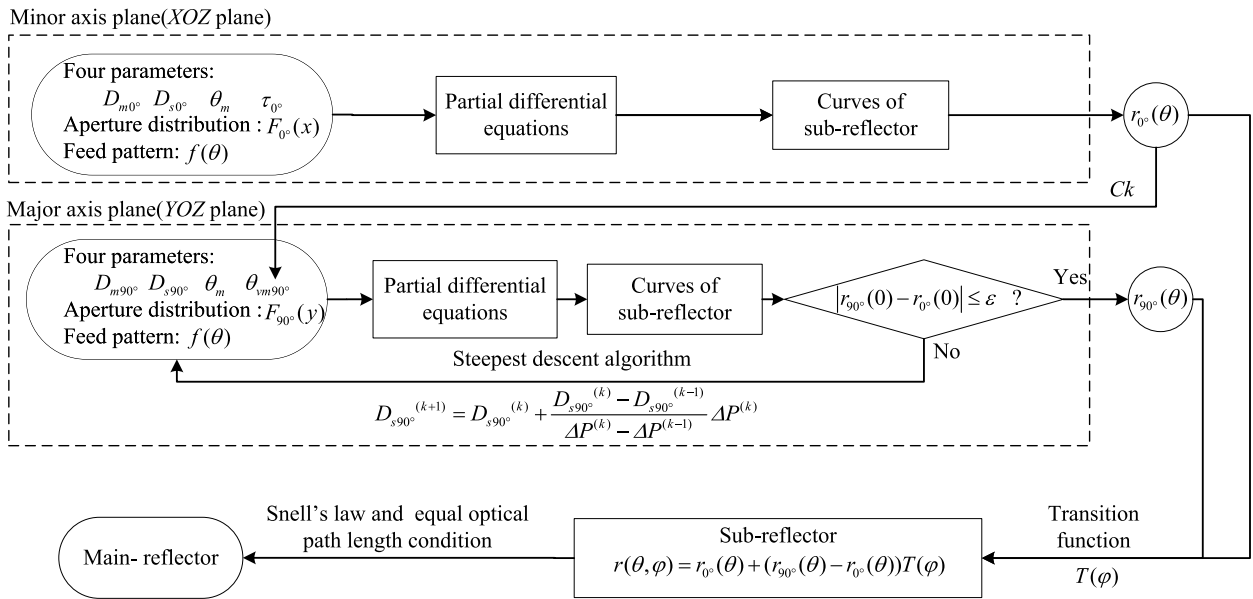 Minor axis plane(XOZ plane)
Four parameters:
D_{m0°} D_{s0°} θ_m τ_{0°}
Aperture distribution : F_{0°}(x)
Feed pattern: f(θ)
Partial differential
equations
Curves of
sub-reflector
r_{0°}(θ)
Ck
Major axis plane(YOZ plane)
Four parameters:
D_{m90°} D_{s90°} θ_m θ_{vm90°}
Aperture distribution : F_{90°}(y)
Feed pattern: f(θ)
Partial differential
equations
Curves of
sub-reflector
|r_{90°}(0) − r_{0°}(0)| ≤ ε ?
Yes
r_{90°}(θ)
No
Steepest descent algorithm
D_{s90°}^{(k+1)} = D_{s90°}^{(k)} + \frac{D_{s90°}^{(k)} − D_{s90°}^{(k−1)}}{ΔP^{(k)} − ΔP^{(k−1)}} ΔP^{(k)}
Main- reflector
Snell's law and equal optical
path length condition
Sub-reflector
r(θ,φ) = r_{0°}(θ) + (r_{90°}(θ) − r_{0°}(θ))T(φ)
Transition
function
T(φ)